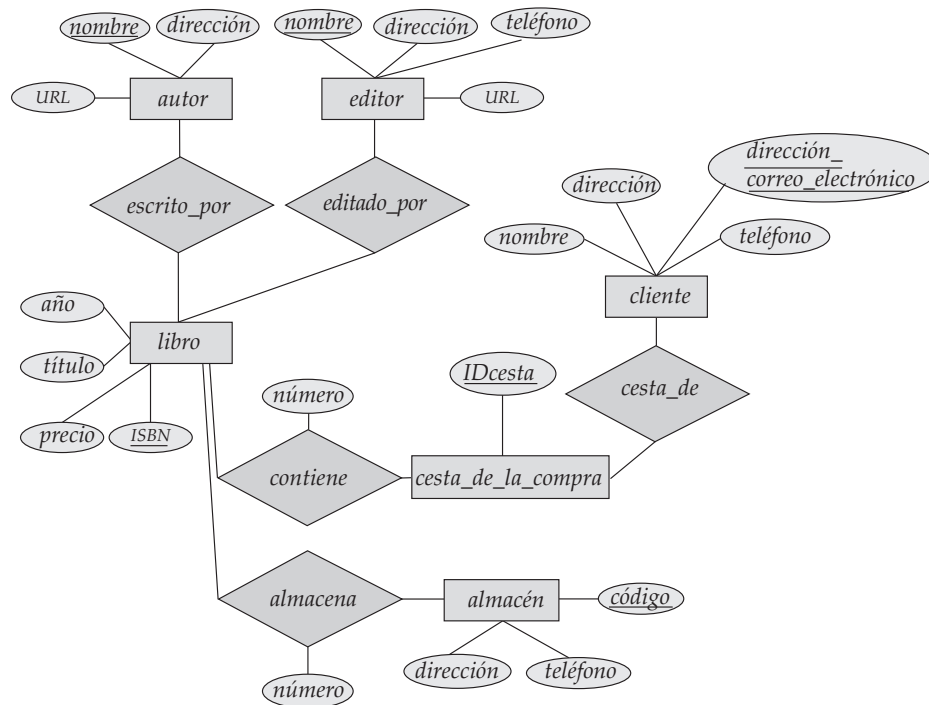 nombre
dirección
nombre
dirección
teléfono
URL
autor
editor
URL
escrito_por
editado_por
dirección_
correo_electrónico
dirección
nombre
teléfono
cliente
año
libro
título
precio
ISBN
número
IDcesta
cesta_de
contiene
cesta_de_la_compra
almacena
almacén
código
dirección
teléfono
número